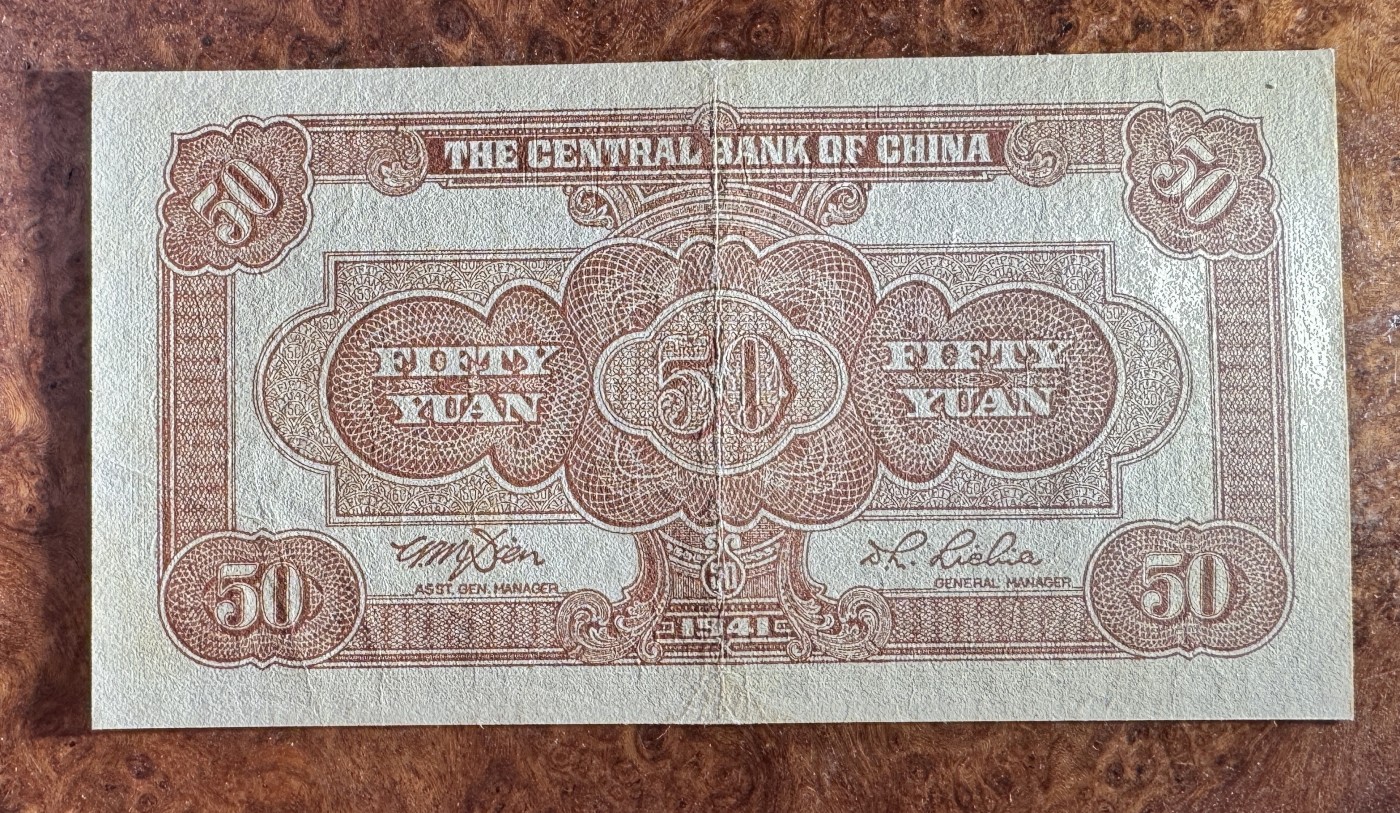 THE CENTRAL BANK OF CHINA
50 50
FIFTY
YUAN
50
FIFTY
YUAN
ASST. GEN. MANAGER
50
GENERAL MANAGER
50 50
1941